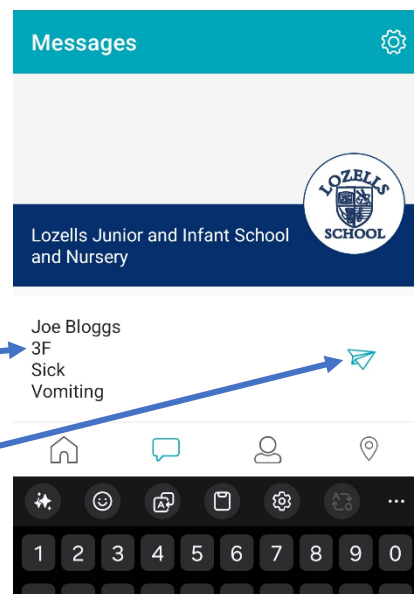 Messages
LOZELLS
SCHOOL
Lozells Junior and Infant School
and Nursery
Joe Bloggs
3F
Sick
Vomiting
1 2 3 4 5 6 7 8 9 0